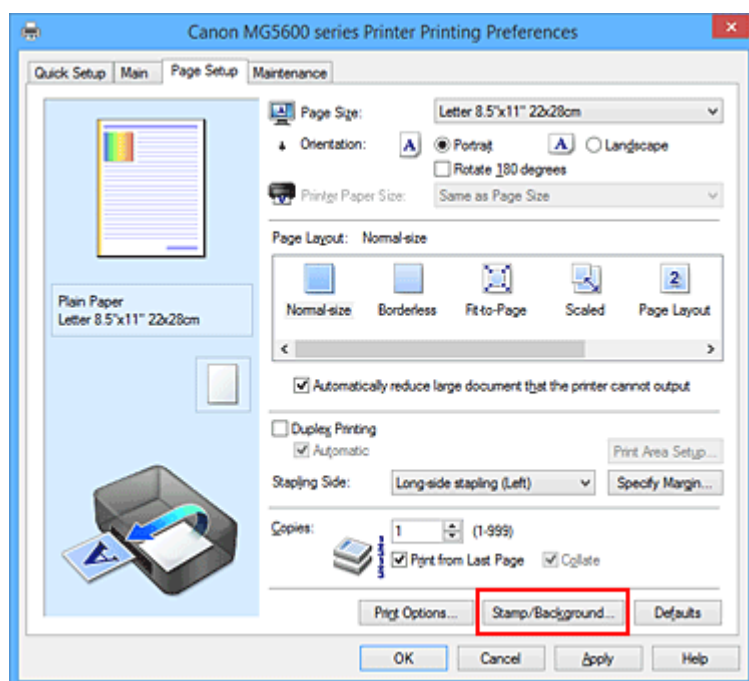 Canon MG5600 series Printer Printing Preferences
Quick Setup Main Page Setup Maintenance
Page Size: Letter 8.5"x11" 22x28cm
Orientation: A Portrait A Landscape
Rotate 180 degrees
Printer Paper Size: Same as Page Size
Page Layout: Normal-size
2
Normal-size Borderless Fit-to-Page Scaled Page Layout
Plain Paper
Letter 8.5"x11" 22x28cm
Automatically reduce large document that the printer cannot output
Duplex Printing
Automatic
Print Area Setup...
Stapling Side: Long-side stapling (Left) Specify Margin...
Copies: 1 (1-999)
Print from Last Page Collate
A
Print Options... Stamp/Background... Defaults
OK Cancel Apply Help